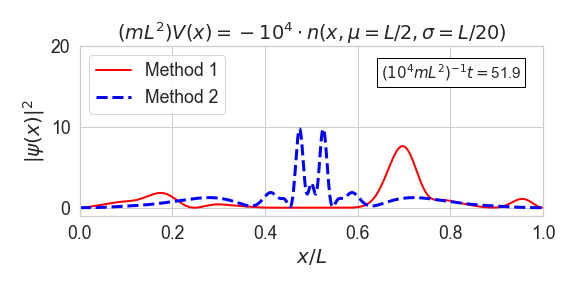 (mL²)V(x) = −10⁴ · n(x, μ = L/2, σ = L/20)
Method 1
Method 2
(10⁴mL²)⁻¹t = 51.9
|ψ(x)|²
20
10
0
0.0 0.2 0.4 0.6 0.8 1.0
x/L